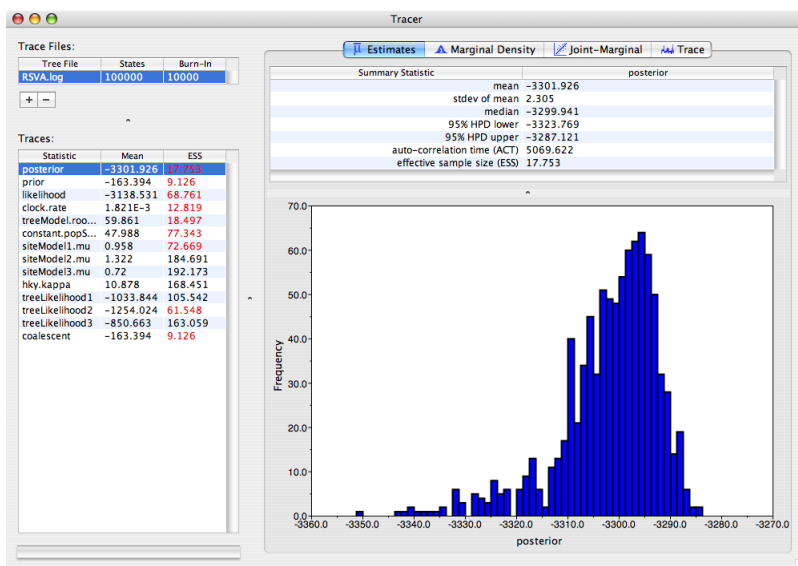 Tracer
Trace Files:
Tree File States Burn-In
RSVA.log 100000 10000
+ −
Traces:
Statistic Mean ESS
posterior -3301.926 17.753
prior -163.394 9.126
likelihood -3138.531 68.761
clock.rate 1.821E-3 12.819
treeModel.roo... 59.861 18.497
constant.popS... 47.988 77.343
siteModel1.mu 0.958 72.669
siteModel2.mu 1.322 184.691
siteModel3.mu 0.72 192.173
hky.kappa 10.878 168.451
treeLikelihood1 -1033.844 105.542
treeLikelihood2 -1254.024 61.548
treeLikelihood3 -850.663 163.059
coalescent -163.394 9.126
Estimates Marginal Density Joint-Marginal Trace
Summary Statistic posterior
mean -3301.926
stdev of mean 2.305
median -3299.941
95% HPD lower -3323.769
95% HPD upper -3287.121
auto-correlation time (ACT) 5069.622
effective sample size (ESS) 17.753
70.0
60.0
50.0
40.0
30.0
20.0
10.0
0.0
Frequency
-3360.0 -3350.0 -3340.0 -3330.0 -3320.0 -3310.0 -3300.0 -3290.0 -3280.0 -3270.0
posterior